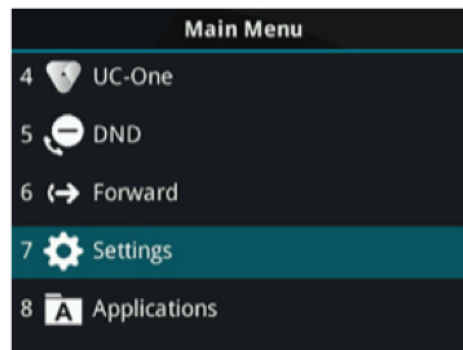 Main Menu
4 UC-One
5 DND
6 Forward
7 Settings
8 A Applications